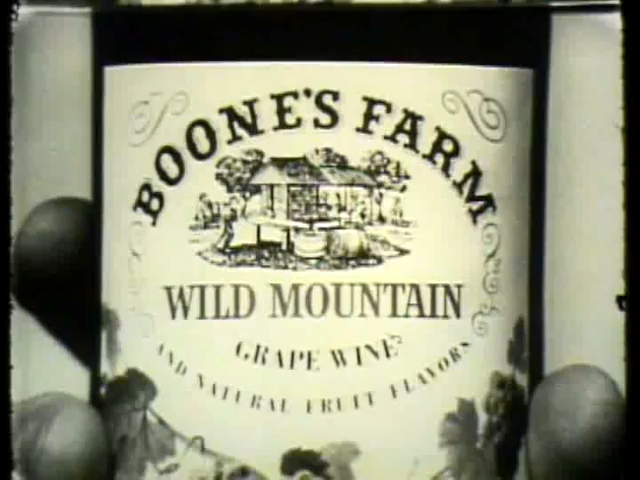 BOONE'S FARM
WILD MOUNTAIN
GRAPE WINE
AND NATURAL FRUIT FLAVORS